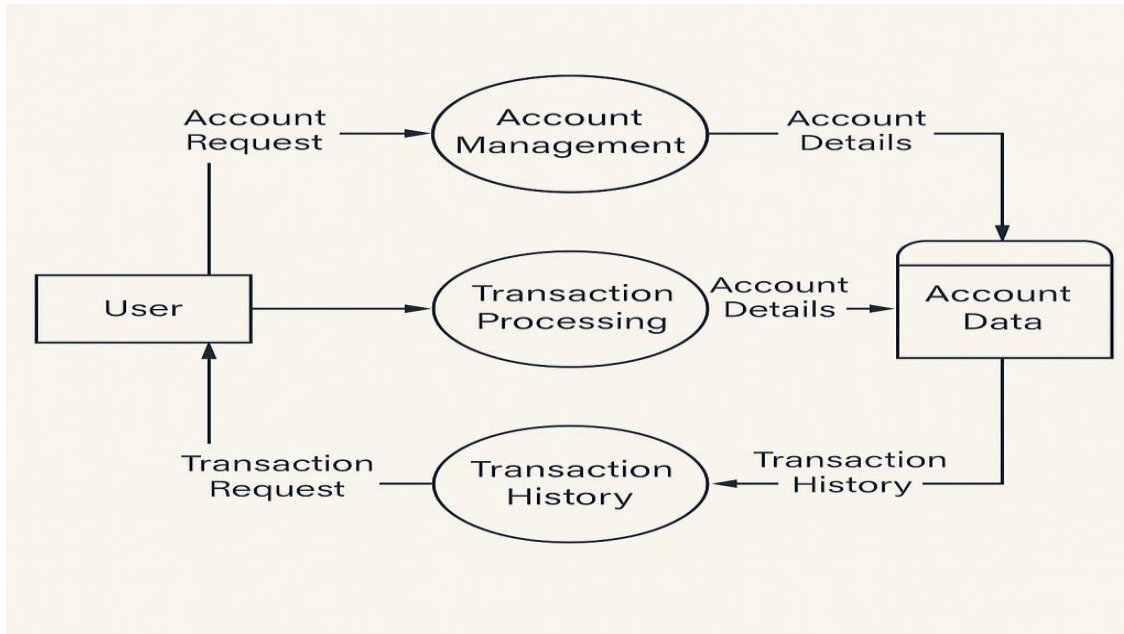 Account
Request
Account
Management
Account
Details
User
Transaction
Processing
Account
Details
Account
Data
Transaction
Request
Transaction
History
Transaction
History